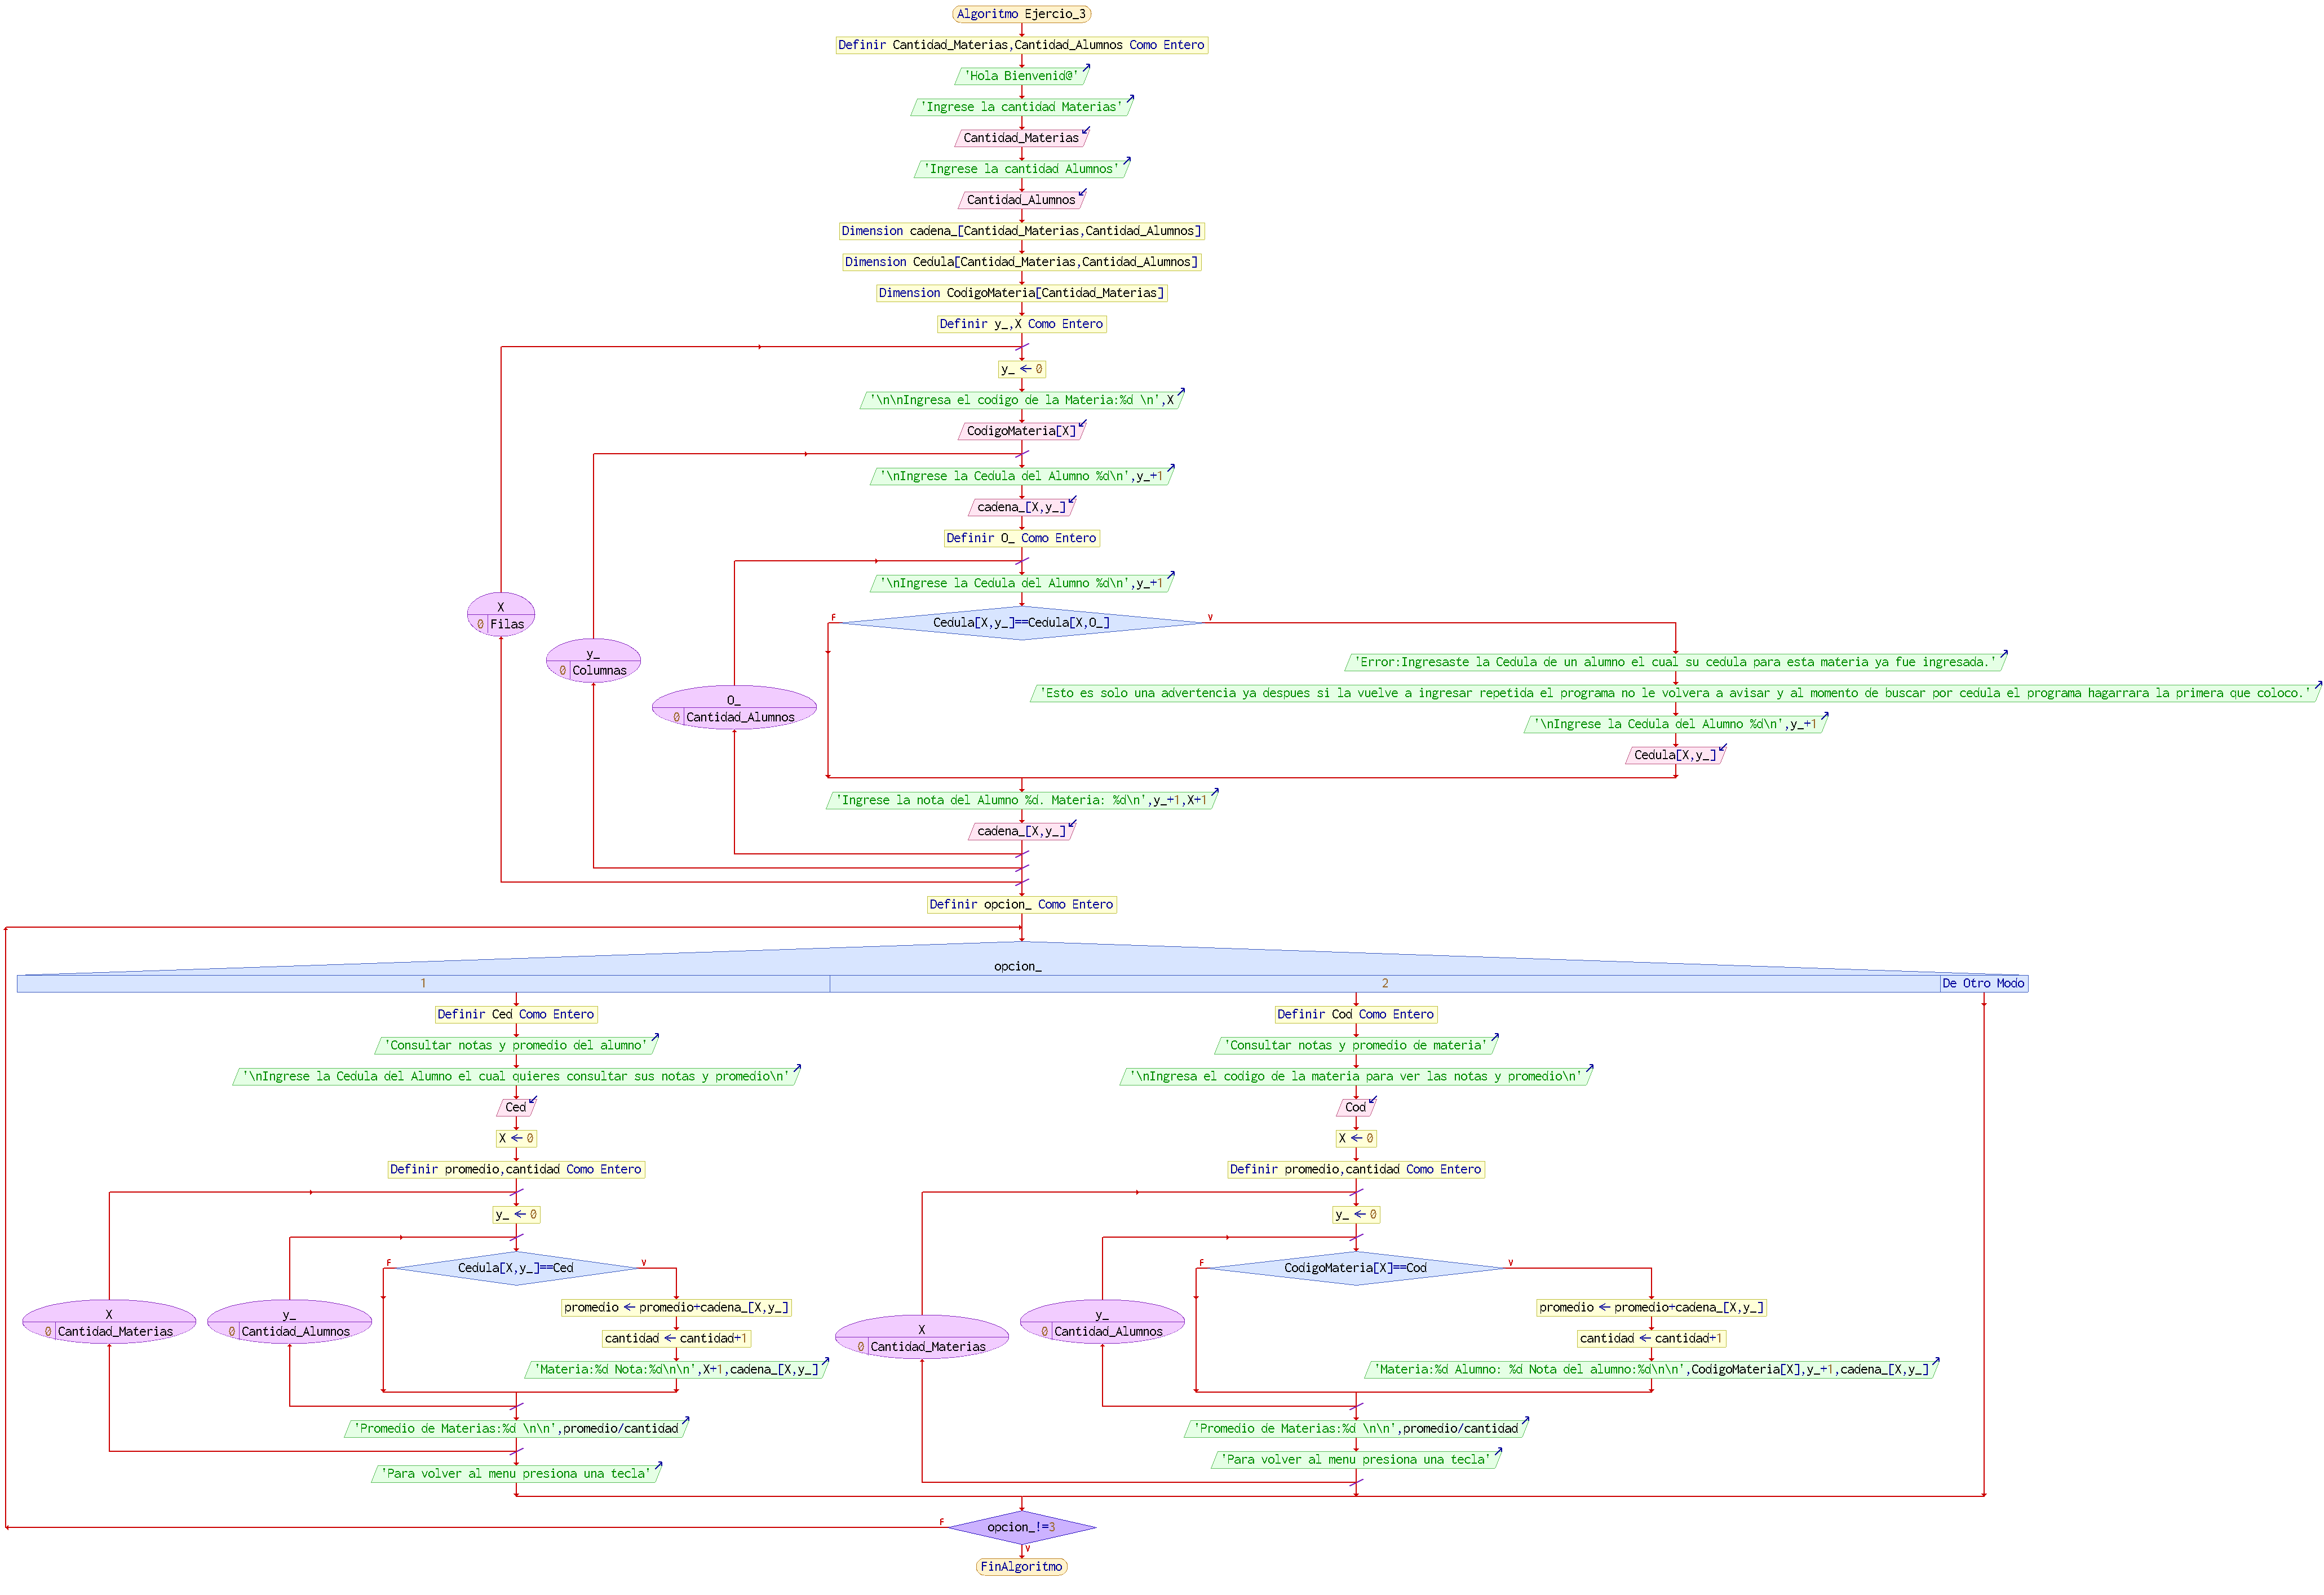 Algoritmo Ejercio_3
Definir Cantidad_Materias,Cantidad_Alumnos Como Entero
'Hola Bienvenid@'
'Ingrese la cantidad Materias'
Cantidad_Materias
'Ingrese la cantidad Alumnos'
Cantidad_Alumnos
Dimension cadena_[Cantidad_Materias,Cantidad_Alumnos]
Dimension Cedula[Cantidad_Materias,Cantidad_Alumnos]
Dimension CodigoMateria[Cantidad_Materias]
Definir y_,X Como Entero
y_ ← 0
'\n\nIngresa el codigo de la Materia:%d \n',X
CodigoMateria[X]
'\nIngrese la Cedula del Alumno %d\n',y_+1
cadena_[X,y_]
Definir O_ Como Entero
'\nIngrese la Cedula del Alumno %d\n',y_+1
X
0 Filas
y_
0 Columnas
O_
0 Cantidad_Alumnos
F
Cedula[X,y_]==Cedula[X,O_]
V
'Error:Ingresaste la Cedula de un alumno el cual su cedula para esta materia ya fue ingresada.'
'Esto es solo una advertencia ya despues si la vuelve a ingresar repetida el programa no le volvera a avisar y al momento de buscar por cedula el programa hagarrara la primera que coloco.'
'\nIngrese la Cedula del Alumno %d\n',y_+1
Cedula[X,y_]
'Ingrese la nota del Alumno %d. Materia: %d\n',y_+1,X+1
cadena_[X,y_]
Definir opcion_ Como Entero
opcion_
1
2
De Otro Modo
Definir Ced Como Entero
'Consultar notas y promedio del alumno'
'\nIngrese la Cedula del Alumno el cual quieres consultar sus notas y promedio\n'
Ced
X ← 0
Definir promedio,cantidad Como Entero
y_ ← 0
X
0 Cantidad_Materias
y_
0 Cantidad_Alumnos
F
Cedula[X,y_]==Ced
V
promedio ← promedio+cadena_[X,y_]
cantidad ← cantidad+1
'Materia:%d Nota:%d\n\n',X+1,cadena_[X,y_]
'Promedio de Materias:%d \n\n',promedio/cantidad
'Para volver al menu presiona una tecla'
Definir Cod Como Entero
'Consultar notas y promedio de materia'
'\nIngresa el codigo de la materia para ver las notas y promedio\n'
Cod
X ← 0
Definir promedio,cantidad Como Entero
y_ ← 0
X
0 Cantidad_Materias
y_
0 Cantidad_Alumnos
F
CodigoMateria[X]==Cod
V
promedio ← promedio+cadena_[X,y_]
cantidad ← cantidad+1
'Materia:%d Alumno: %d Nota del alumno:%d\n\n',CodigoMateria[X],y_+1,cadena_[X,y_]
'Promedio de Materias:%d \n\n',promedio/cantidad
'Para volver al menu presiona una tecla'
F
opcion_!=3
V
FinAlgoritmo